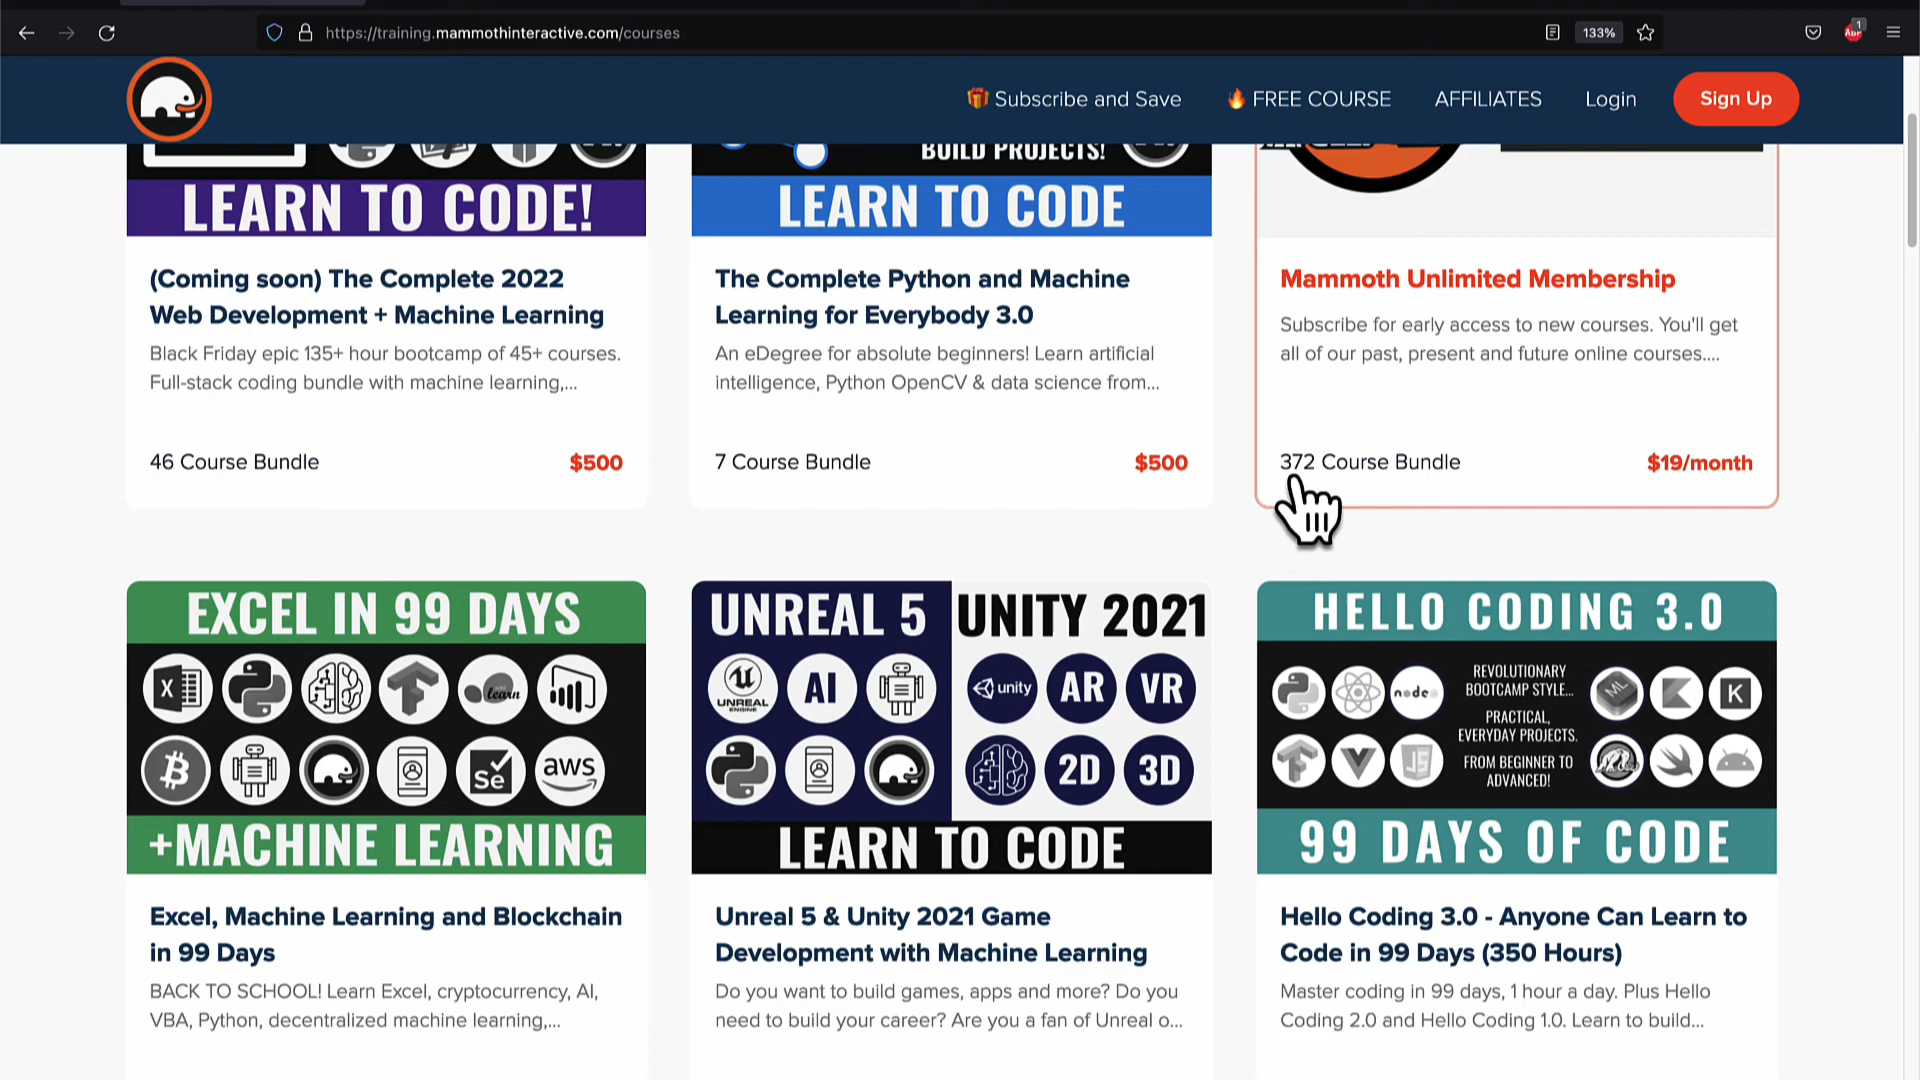 https://training.mammothinteractive.com/courses
133%
1
ABP
🎁 Subscribe and Save
🔥 FREE COURSE
AFFILIATES
Login
Sign Up
LEARN TO CODE!
(Coming soon) The Complete 2022
Web Development + Machine Learning
Black Friday epic 135+ hour bootcamp of 45+ courses.
Full-stack coding bundle with machine learning,...
46 Course Bundle
$500
BUILD PROJECTS!
LEARN TO CODE
The Complete Python and Machine
Learning for Everybody 3.0
An eDegree for absolute beginners! Learn artificial
intelligence, Python OpenCV & data science from...
7 Course Bundle
$500
Mammoth Unlimited Membership
Subscribe for early access to new courses. You'll get
all of our past, present and future online courses....
372 Course Bundle
$19/month
EXCEL IN 99 DAYS
X
learn
Se
aws
+MACHINE LEARNING
Excel, Machine Learning and Blockchain
in 99 Days
BACK TO SCHOOL! Learn Excel, cryptocurrency, AI,
VBA, Python, decentralized machine learning,...
UNREAL 5
UNITY 2021
UNREAL
ENGINE
AI
unity
AR
VR
2D
3D
LEARN TO CODE
Unreal 5 & Unity 2021 Game
Development with Machine Learning
Do you want to build games, apps and more? Do you
need to build your career? Are you a fan of Unreal o...
HELLO CODING 3.0
node
REVOLUTIONARY
BOOTCAMP STYLE...
PRACTICAL,
EVERYDAY PROJECTS.
FROM BEGINNER TO
ADVANCED!
ML
K
JS
99 DAYS OF CODE
Hello Coding 3.0 - Anyone Can Learn to
Code in 99 Days (350 Hours)
Master coding in 99 days, 1 hour a day. Plus Hello
Coding 2.0 and Hello Coding 1.0. Learn to build...